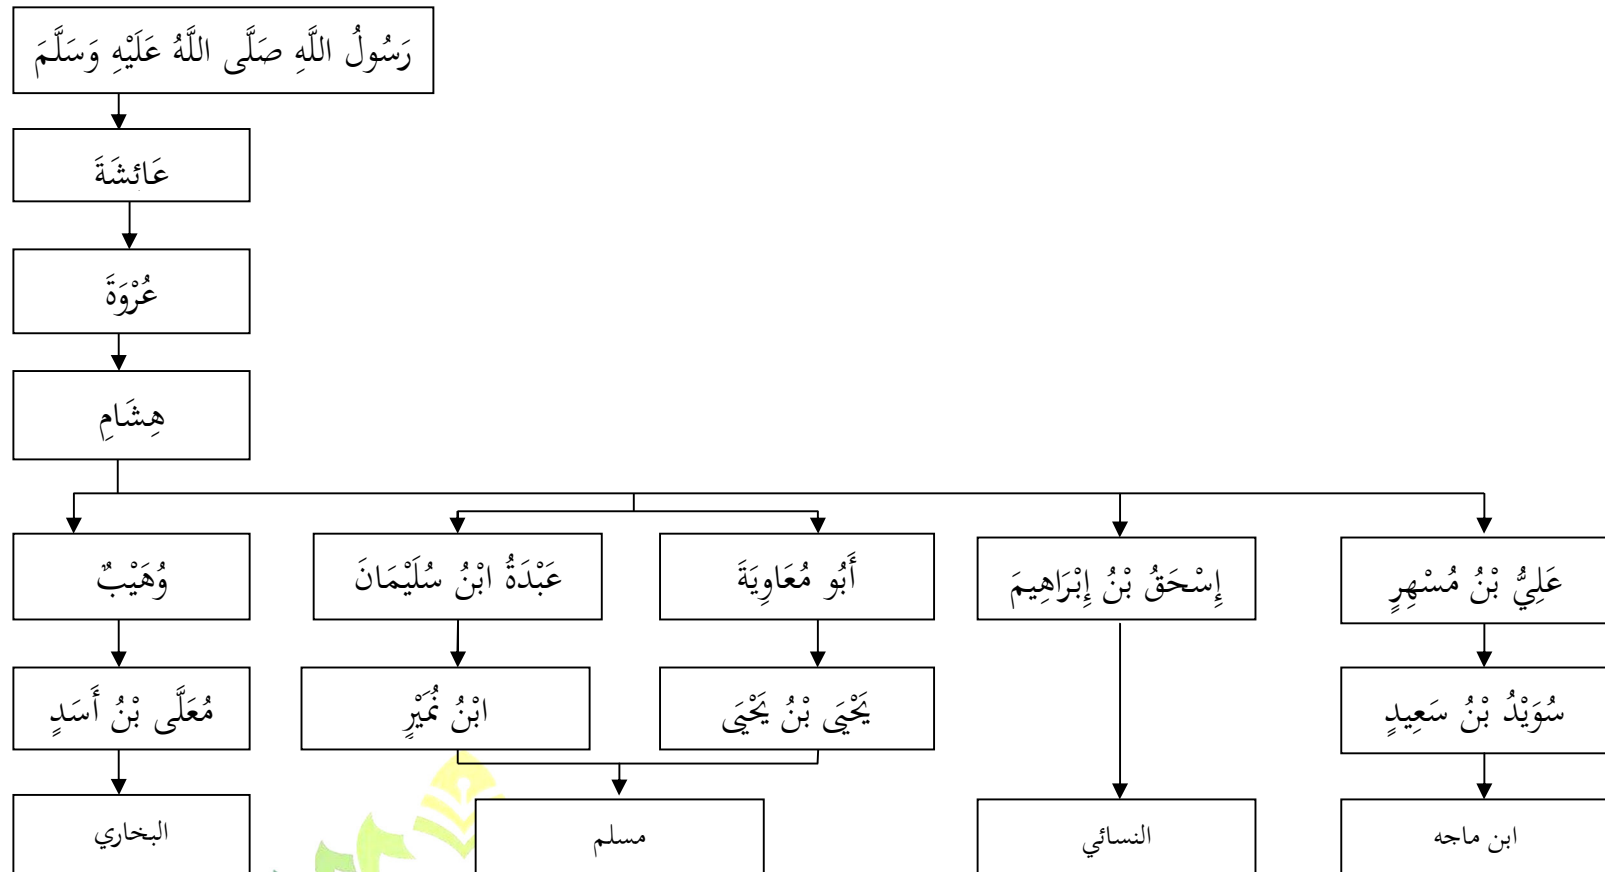 رَسُولُ اللَّهِ صَلَّى اللَّهُ عَلَيْهِ وَسَلَّمَ
عَائِشَةَ
عُرْوَةَ
هِشَامِ
وُهَيْبٌ
عَبْدَةُ ابْنُ سُلَيْمَانَ
أَبُو مُعَاوِيَةَ
إِسْحَقُ بْنُ إِبْرَاهِيمَ
عَلِيُّ بْنُ مُسْهِرٍ
مُعَلَّى بْنُ أَسَدٍ
ابْنُ نُمَيْرٍ
يَحْيَى بْنُ يَحْيَى
سُوَيْدُ بْنُ سَعِيدٍ
البخاري
مسلم
النسائي
ابن ماجه